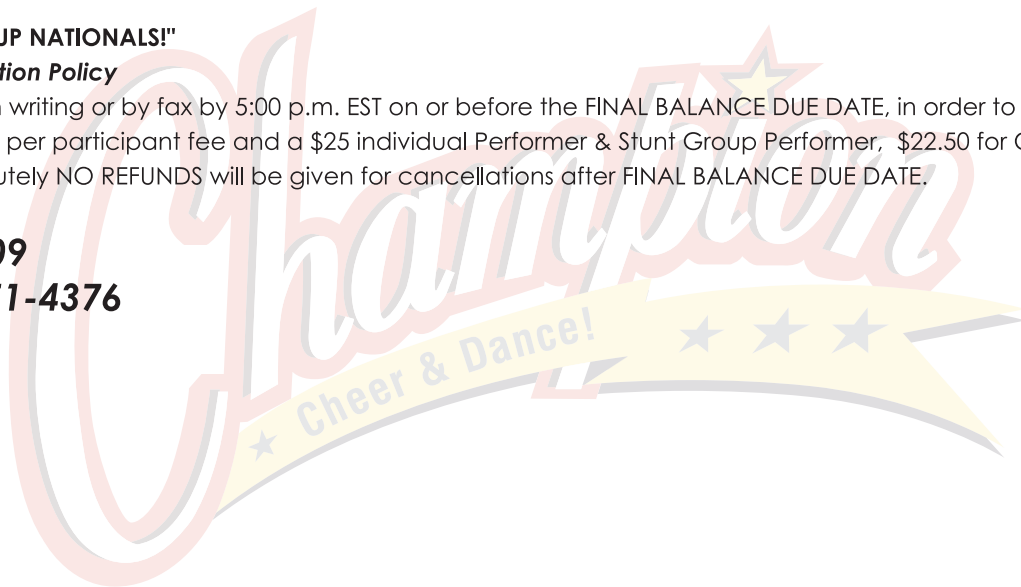 UP NATIONALS!"
tion Policy
n writing or by fax by 5:00 p.m. EST on or before the FINAL BALANCE DUE DATE, in order to
per participant fee and a $25 individual Performer & Stunt Group Performer, $22.50 for
utely NO REFUNDS will be given for cancellations after FINAL BALANCE DUE DATE.
09
1-4376
Champion
Cheer & Dance!